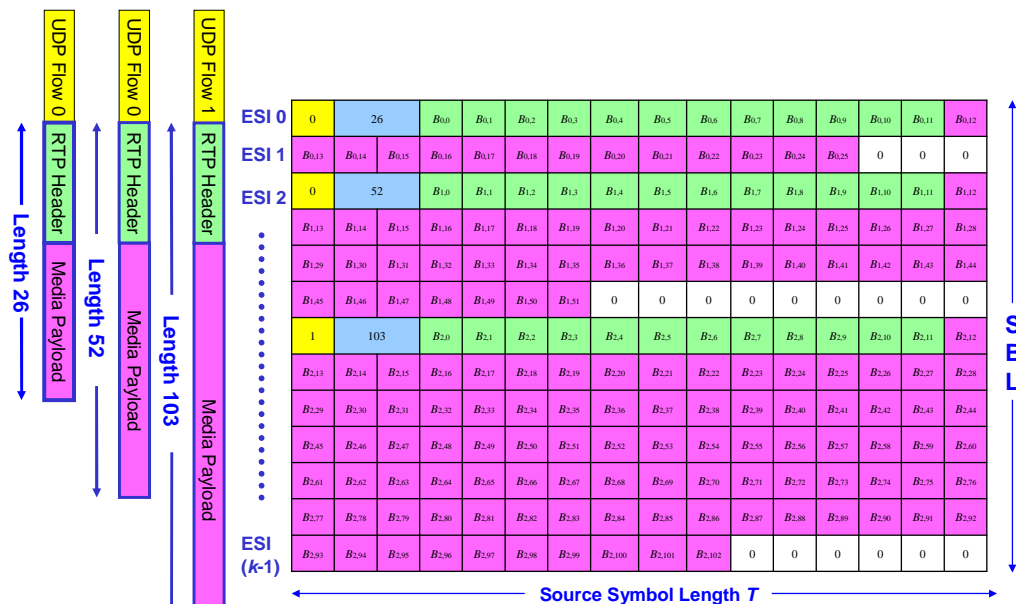 UDP Flow 0
RTP Header
Media Payload
Length 26
UDP Flow 0
RTP Header
Media Payload
Length 52
UDP Flow 1
RTP Header
Media Payload
Length 103
ESI 0 0 26 B0,0 B0,1 B0,2 B0,3 B0,4 B0,5 B0,6 B0,7 B0,8 B0,9 B0,10 B0,11 B0,12
ESI 1 B0,13 B0,14 B0,15 B0,16 B0,17 B0,18 B0,19 B0,20 B0,21 B0,22 B0,23 B0,24 B0,25 0 0 0
ESI 2 0 52 B1,0 B1,1 B1,2 B1,3 B1,4 B1,5 B1,6 B1,7 B1,8 B1,9 B1,10 B1,11 B1,12
B1,13 B1,14 B1,15 B1,16 B1,17 B1,18 B1,19 B1,20 B1,21 B1,22 B1,23 B1,24 B1,25 B1,26 B1,27 B1,28
B1,29 B1,30 B1,31 B1,32 B1,33 B1,34 B1,35 B1,36 B1,37 B1,38 B1,39 B1,40 B1,41 B1,42 B1,43 B1,44
B1,45 B1,46 B1,47 B1,48 B1,49 B1,50 B1,51 0 0 0 0 0 0 0 0 0
1 103 B2,0 B2,1 B2,2 B2,3 B2,4 B2,5 B2,6 B2,7 B2,8 B2,9 B2,10 B2,11 B2,12
B2,13 B2,14 B2,15 B2,16 B2,17 B2,18 B2,19 B2,20 B2,21 B2,22 B2,23 B2,24 B2,25 B2,26 B2,27 B2,28
B2,29 B2,30 B2,31 B2,32 B2,33 B2,34 B2,35 B2,36 B2,37 B2,38 B2,39 B2,40 B2,41 B2,42 B2,43 B2,44
B2,45 B2,46 B2,47 B2,48 B2,49 B2,50 B2,51 B2,52 B2,53 B2,54 B2,55 B2,56 B2,57 B2,58 B2,59 B2,60
B2,61 B2,62 B2,63 B2,64 B2,65 B2,66 B2,67 B2,68 B2,69 B2,70 B2,71 B2,72 B2,73 B2,74 B2,75 B2,76
B2,77 B2,78 B2,79 B2,80 B2,81 B2,82 B2,83 B2,84 B2,85 B2,86 B2,87 B2,88 B2,89 B2,90 B2,91 B2,92
ESI (k-1) B2,93 B2,94 B2,95 B2,96 B2,97 B2,98 B2,99 B2,100 B2,101 B2,102 0 0 0 0 0 0
S
B
L
Source Symbol Length T